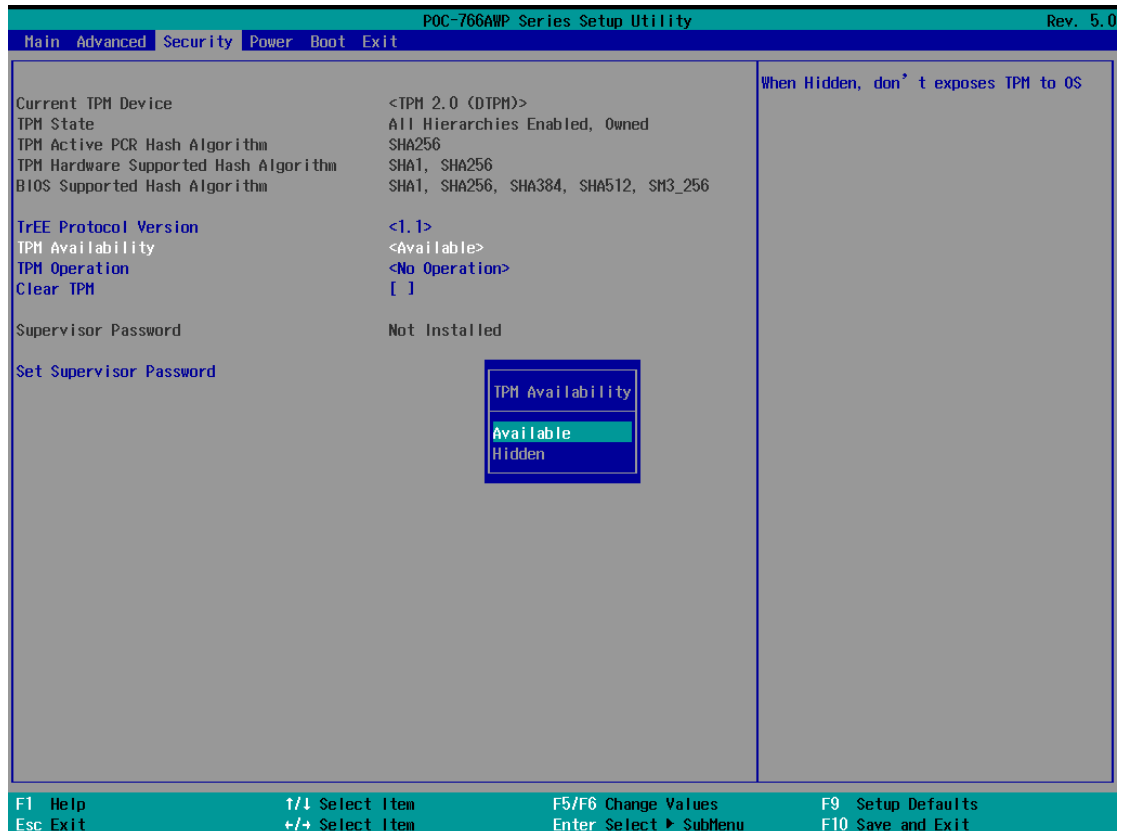 POC-766AWP Series Setup Utility Rev. 5.0
Main Advanced Security Power Boot Exit
When Hidden, don’t exposes TPM to OS
Current TPM Device <TPM 2.0 (DTPM)>
TPM State All Hierarchies Enabled, Owned
TPM Active PCR Hash Algorithm SHA256
TPM Hardware Supported Hash Algorithm SHA1, SHA256
BIOS Supported Hash Algorithm SHA1, SHA256, SHA384, SHA512, SM3_256
TrEE Protocol Version <1.1>
TPM Availability <Available>
TPM Operation <No Operation>
Clear TPM [ ]
Supervisor Password Not Installed
Set Supervisor Password
TPM Availability
Available
Hidden
F1 Help ↑/↓ Select Item F5/F6 Change Values F9 Setup Defaults
Esc Exit ←/→ Select Item Enter Select ▶ SubMenu F10 Save and Exit